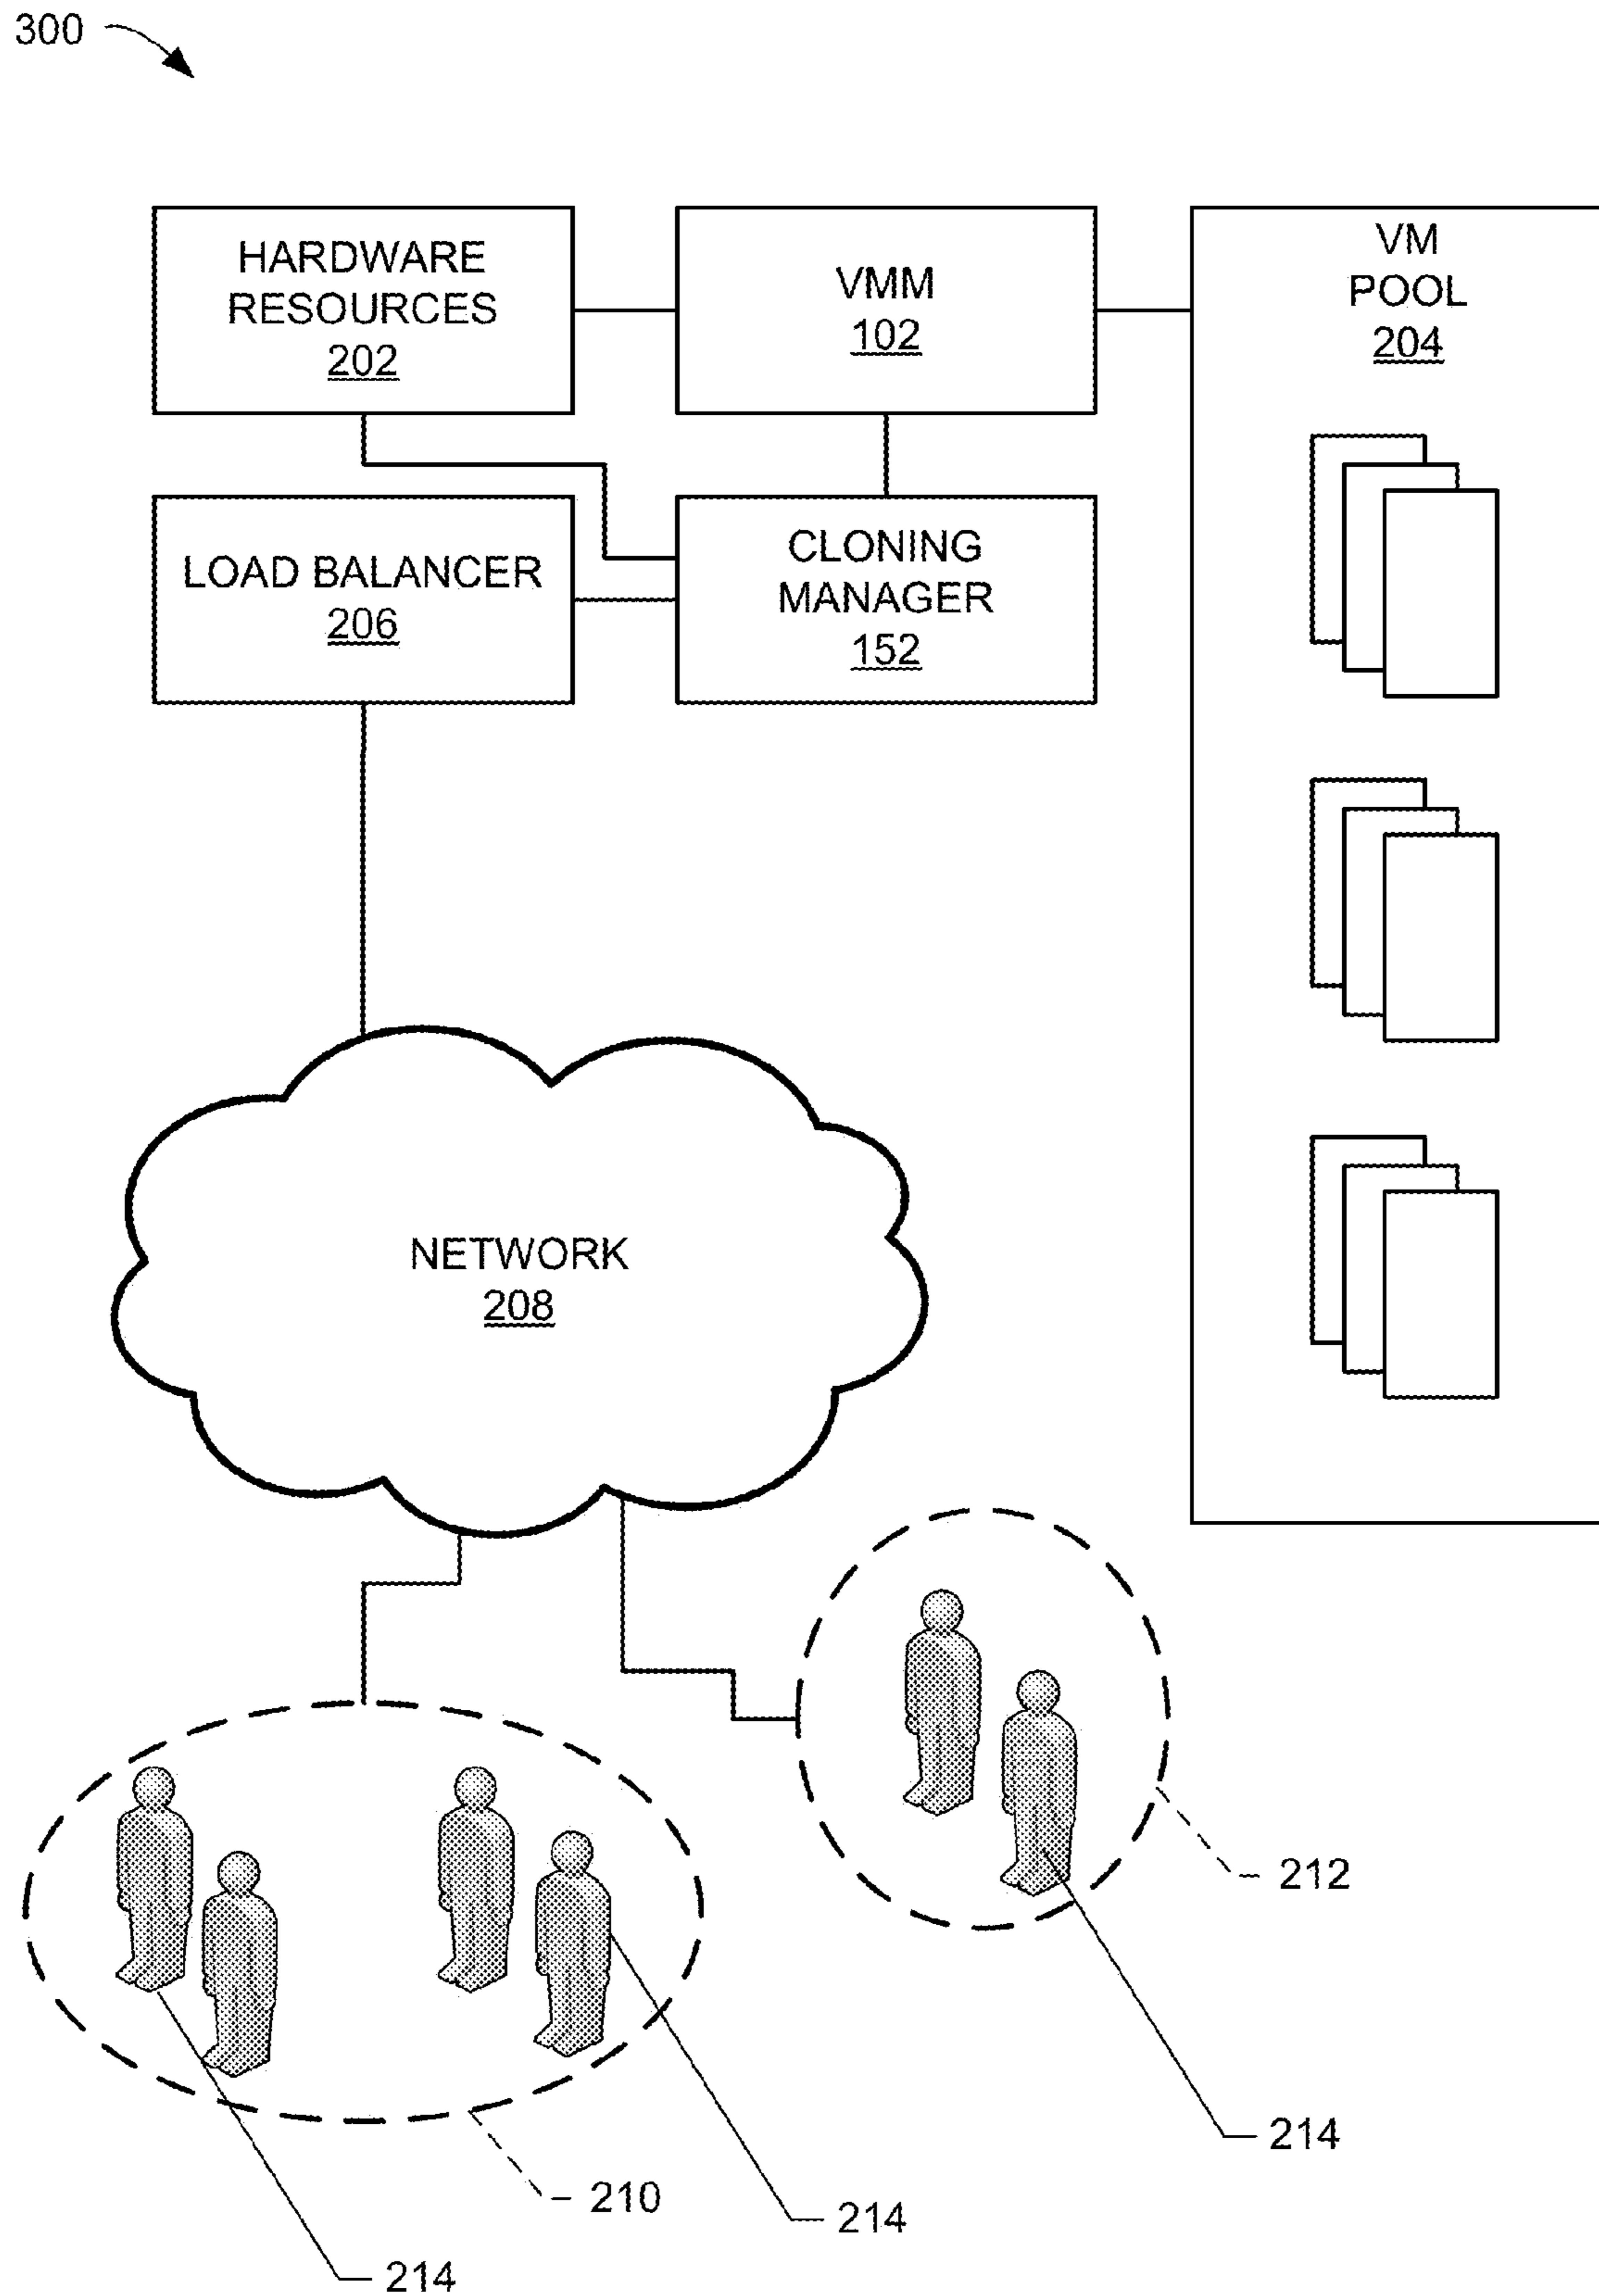 300
HARDWARE
RESOURCES
202
VMM
102
VM
POOL
204
LOAD BALANCER
206
CLONING
MANAGER
152
NETWORK
208
212
214
210
214
214